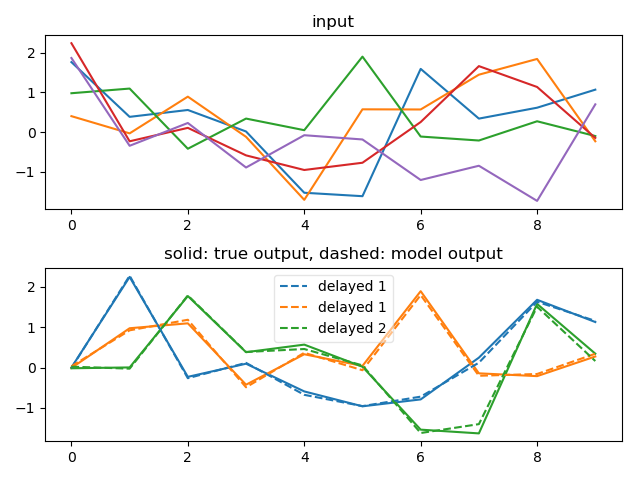 input
2
1
0
−1
0 2 4 6 8
solid: true output, dashed: model output
2
1
0
−1
delayed 1
delayed 1
delayed 2
0 2 4 6 8